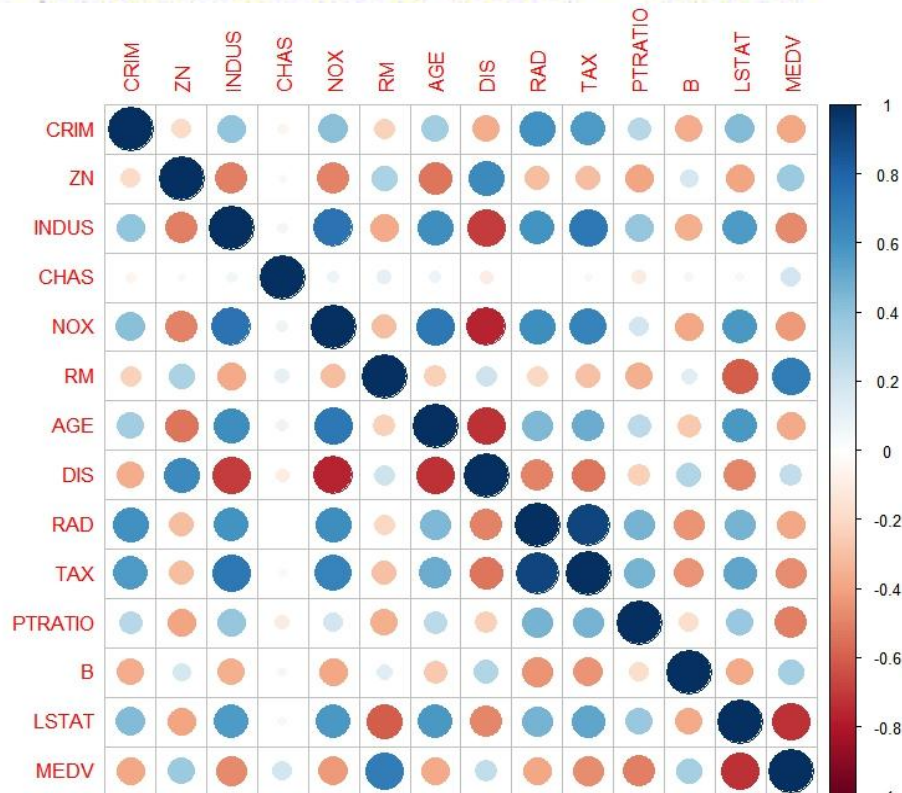 CRIM ZN INDUS CHAS NOX RM AGE DIS RAD TAX PTRATIO B LSTAT MEDV
CRIM
ZN
INDUS
CHAS
NOX
RM
AGE
DIS
RAD
TAX
PTRATIO
B
LSTAT
MEDV
1
0.8
0.6
0.4
0.2
0
-0.2
-0.4
-0.6
-0.8